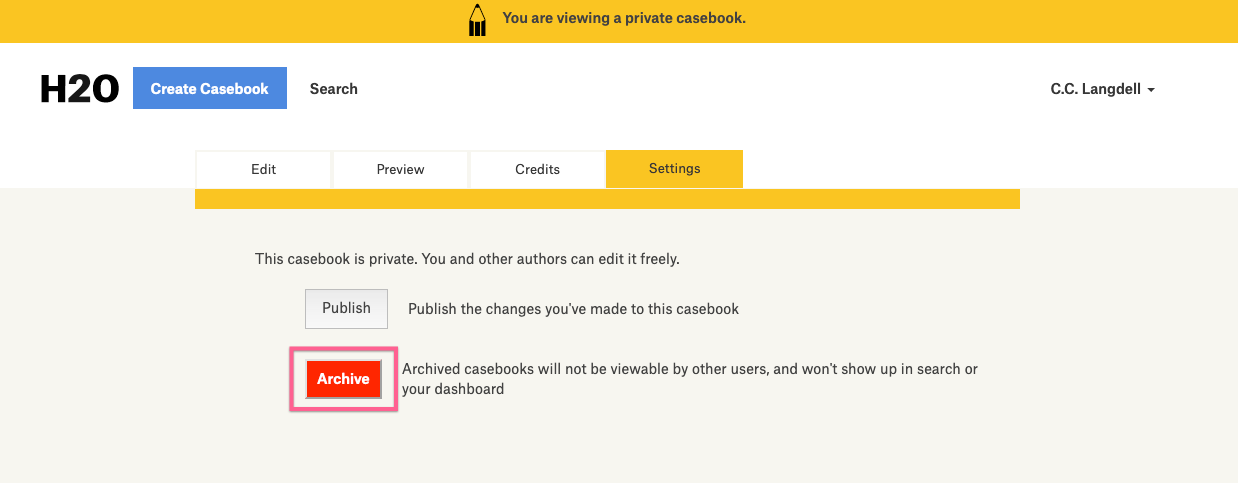 You are viewing a private casebook.
H2O Create Casebook Search C.C. Langdell
Edit Preview Credits Settings
This casebook is private. You and other authors can edit it freely.
Publish Publish the changes you've made to this casebook
Archive Archived casebooks will not be viewable by other users, and won't show up in search or
your dashboard